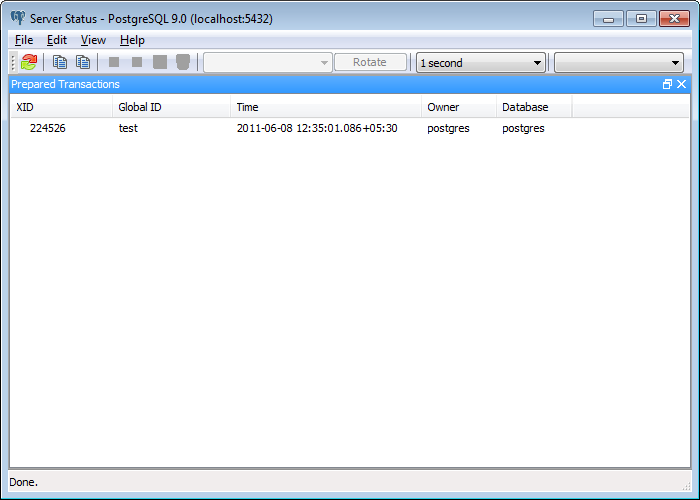 Server Status - PostgreSQL 9.0 (localhost:5432)
File Edit View Help
Rotate 1 second
Prepared Transactions
XID Global ID Time Owner Database
224526 test 2011-06-08 12:35:01.086+05:30 postgres postgres
Done.